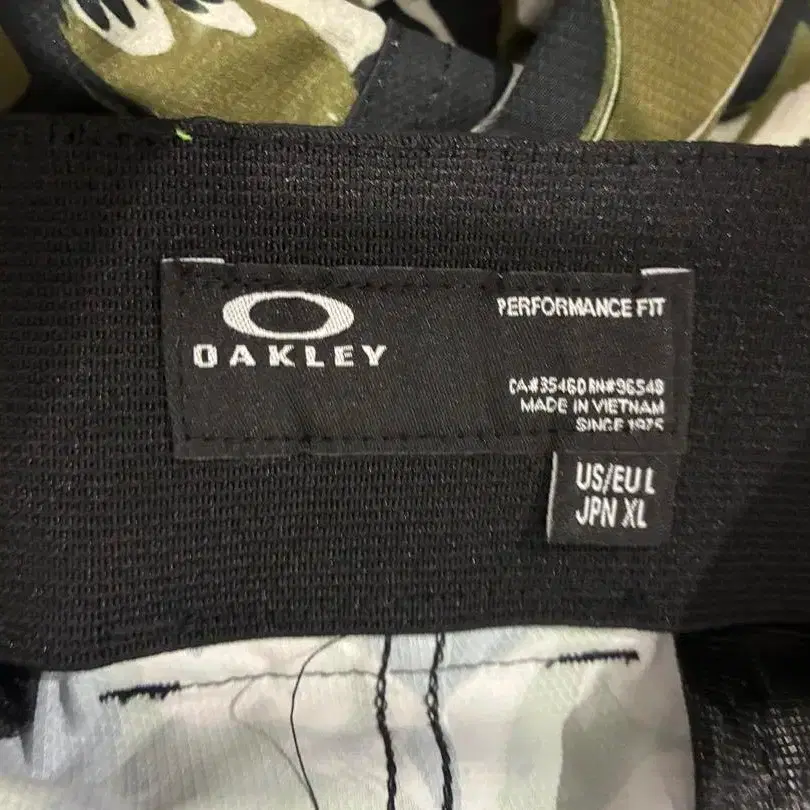 OAKLEY
PERFORMANCE FIT
CA#35460 RN#96548
MADE IN VIETNAM
SINCE 1975
US/EU L
JPN XL